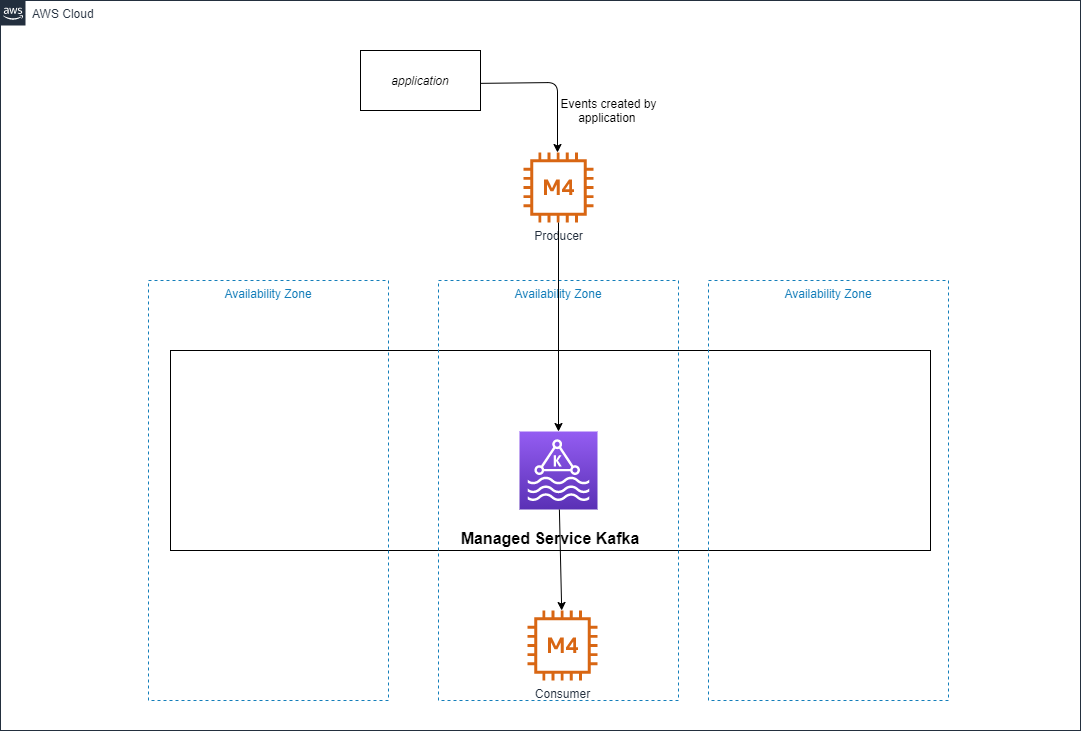 aws
AWS Cloud
application
Events created by
application
M4
Producer
Availability Zone
Availability Zone
Availability Zone
K
Managed Service Kafka
M4
Consumer